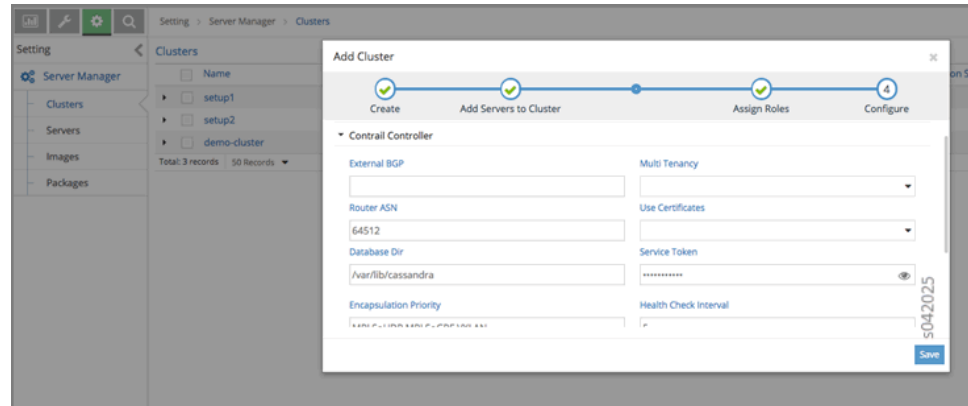 Setting > Server Manager > Clusters
Setting
Server Manager
Clusters
Servers
Images
Packages
Clusters
Name
on S
setup1
setup2
demo-cluster
Total: 3 records 50 Records
Add Cluster
4
Create
Add Servers to Cluster
Assign Roles
Configure
Contrail Controller
External BGP
Multi Tenancy
Router ASN
64512
Use Certificates
Database Dir
/var/lib/cassandra
Service Token
Encapsulation Priority
Health Check Interval
Save
s042025